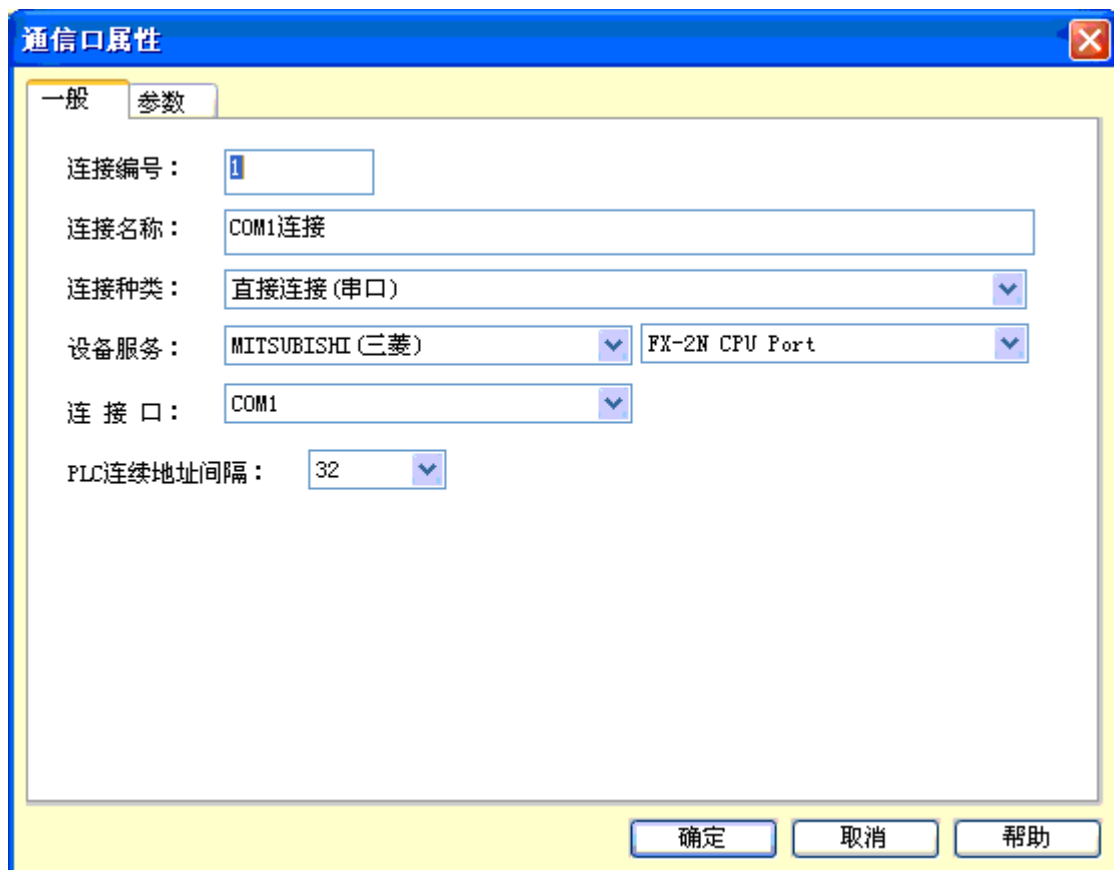 通信口属性
一般 参数
连接编号： 1
连接名称： COM1连接
连接种类： 直接连接(串口)
设备服务： MITSUBISHI(三菱) FX-2N CPU Port
连 接 口： COM1
PLC连续地址间隔： 32
确定 取消 帮助